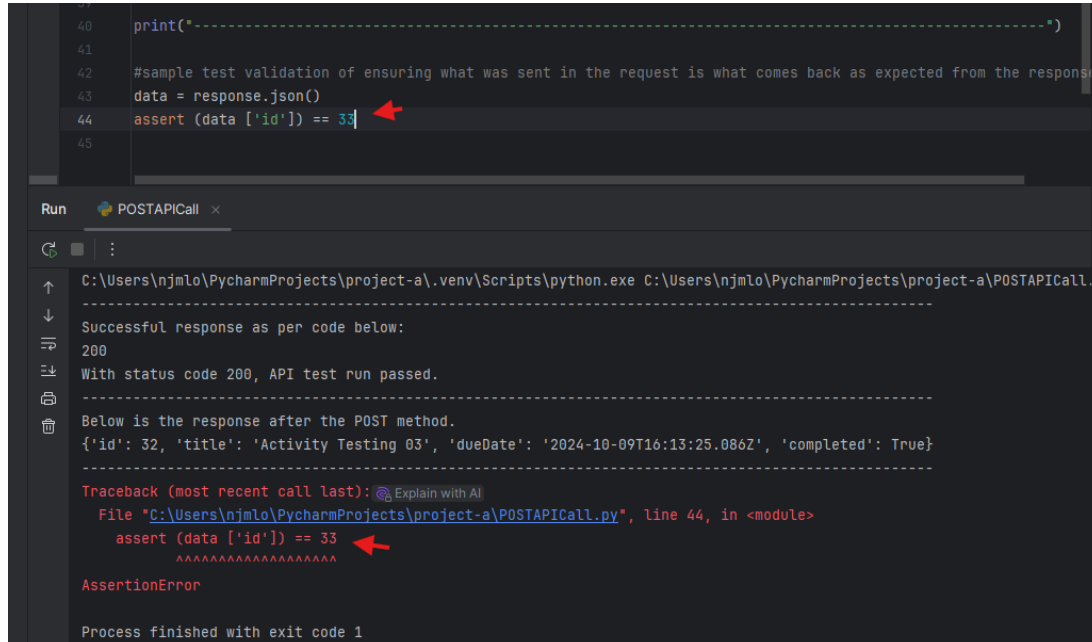 39
40 print("-----------------------------------------------------------------------------------------------------")
41
42 #sample test validation of ensuring what was sent in the request is what comes back as expected from the response
43 data = response.json()
44 assert (data ['id']) == 33
45
Run POSTAPICall ×
C:\Users\njmlo\PycharmProjects\project-a\.venv\Scripts\python.exe C:\Users\njmlo\PycharmProjects\project-a\POSTAPICall.
-----------------------------------------------------------------------------------------------------
Successful response as per code below:
200
With status code 200, API test run passed.
-----------------------------------------------------------------------------------------------------
Below is the response after the POST method.
{'id': 32, 'title': 'Activity Testing 03', 'dueDate': '2024-10-09T16:13:25.086Z', 'completed': True}
-----------------------------------------------------------------------------------------------------
Traceback (most recent call last): Explain with AI
File "C:\Users\njmlo\PycharmProjects\project-a\POSTAPICall.py", line 44, in <module>
assert (data ['id']) == 33
^^^^^^^^^^^^^^^^^^^
AssertionError
Process finished with exit code 1